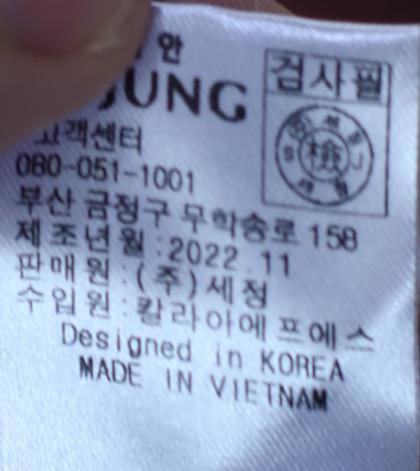 안
JUNG
검사필
檢
고객센터
080-051-1001
부산 금정구 무학송로 158
제조년월:2022.11
판매원:(주)세정
수입원:칼라아에프에스
Designed in KOREA
MADE IN VIETNAM